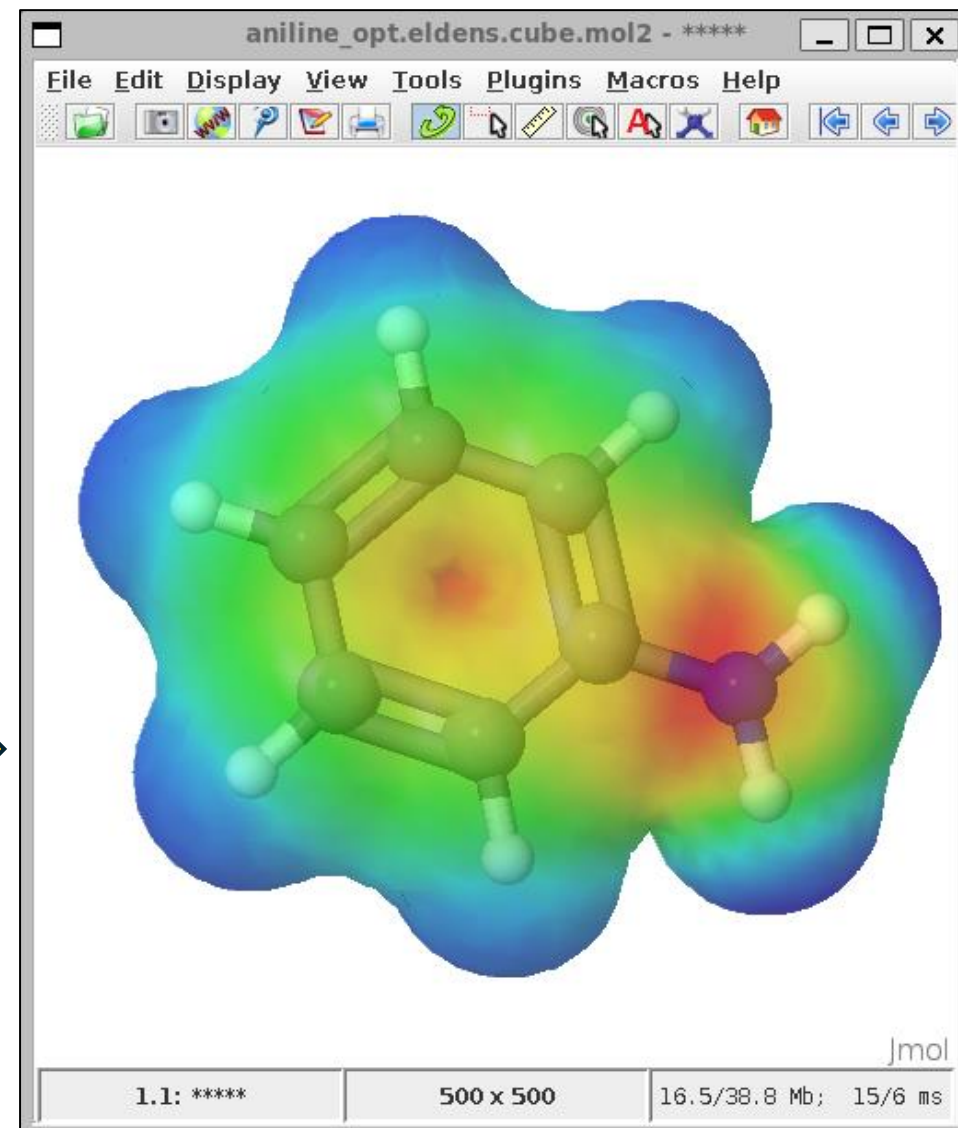 aniline_opt.eldens.cube.mol2 - *****
File Edit Display View Tools Plugins Macros Help
WWW
A
Jmol
1.1: ***** 500 x 500 16.5/38.8 Mb; 15/6 ms